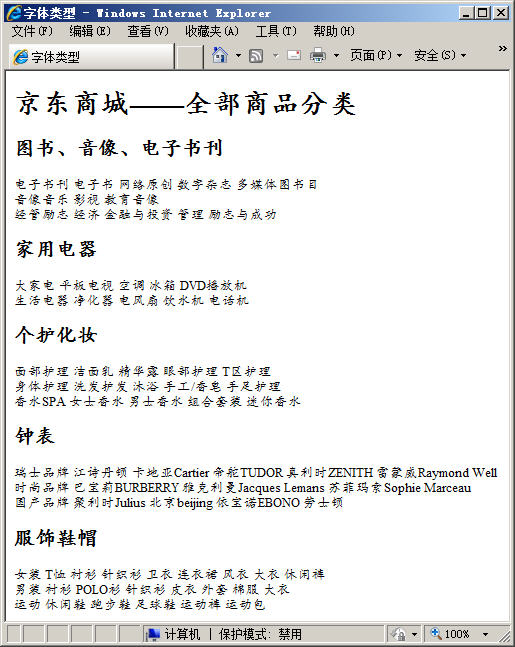 字体类型 - Windows Internet Explorer
文件(F) 编辑(E) 查看(V) 收藏夹(A) 工具(T) 帮助(H)
字体类型 页面(P) 安全(S) »
京东商城——全部商品分类
图书、音像、电子书刊
电子书刊 电子书 网络原创 数字杂志 多媒体图书目
音像音乐 影视 教育音像
经管励志 经济 金融与投资 管理 励志与成功
家用电器
大家电 平板电视 空调 冰箱 DVD播放机
生活电器 净化器 电风扇 饮水机 电话机
个护化妆
面部护理 洁面乳 精华露 眼部护理 T区护理
身体护理 洗发护发 沐浴 手工/香皂 手足护理
香水SPA 女士香水 男士香水 组合套装 迷你香水
钟表
瑞士品牌 江诗丹顿 卡地亚Cartier 帝舵TUDOR 真利时ZENITH 雷蒙威Raymond Well
时尚品牌 巴宝莉BURBERRY 雅克利曼Jacques Lemans 苏菲玛索Sophie Marceau
国产品牌 聚利时Julius 北京beijing 依宝诺EBONO 劳士顿
服饰鞋帽
女装 T恤 衬衫 针织衫 卫衣 连衣裙 风衣 大衣 休闲裤
男装 衬衫 POLO衫 针织衫 皮衣 外套 棉服 大衣
运动 休闲鞋 跑步鞋 足球鞋 运动裤 运动包
计算机 | 保护模式: 禁用 100%